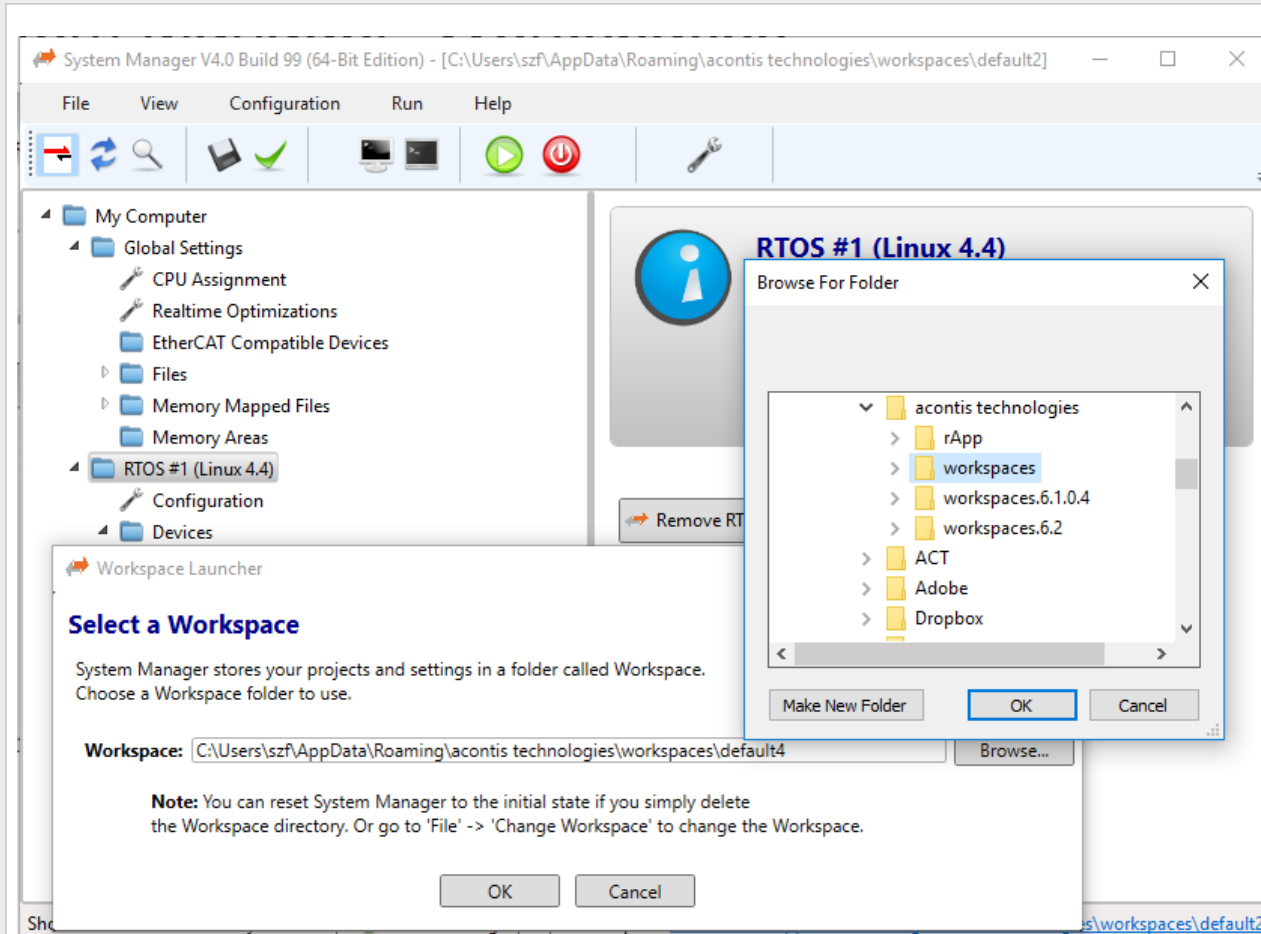 System Manager V4.0 Build 99 (64-Bit Edition) - [C:\Users\szf\AppData\Roaming\acontis technologies\workspaces\default2]
File View Configuration Run Help
My Computer
Global Settings
CPU Assignment
Realtime Optimizations
EtherCAT Compatible Devices
Files
Memory Mapped Files
Memory Areas
RTOS #1 (Linux 4.4)
Configuration
Devices
RTOS #1 (Linux 4.4)
Remove RT
Browse For Folder
acontis technologies
rApp
workspaces
workspaces.6.1.0.4
workspaces.6.2
ACT
Adobe
Dropbox
Make New Folder OK Cancel
Workspace Launcher
Select a Workspace
System Manager stores your projects and settings in a folder called Workspace.
Choose a Workspace folder to use.
Workspace: C:\Users\szf\AppData\Roaming\acontis technologies\workspaces\default4 Browse...
Note: You can reset System Manager to the initial state if you simply delete
the Workspace directory. Or go to 'File' -> 'Change Workspace' to change the Workspace.
OK Cancel
Sho
s\workspaces\default2